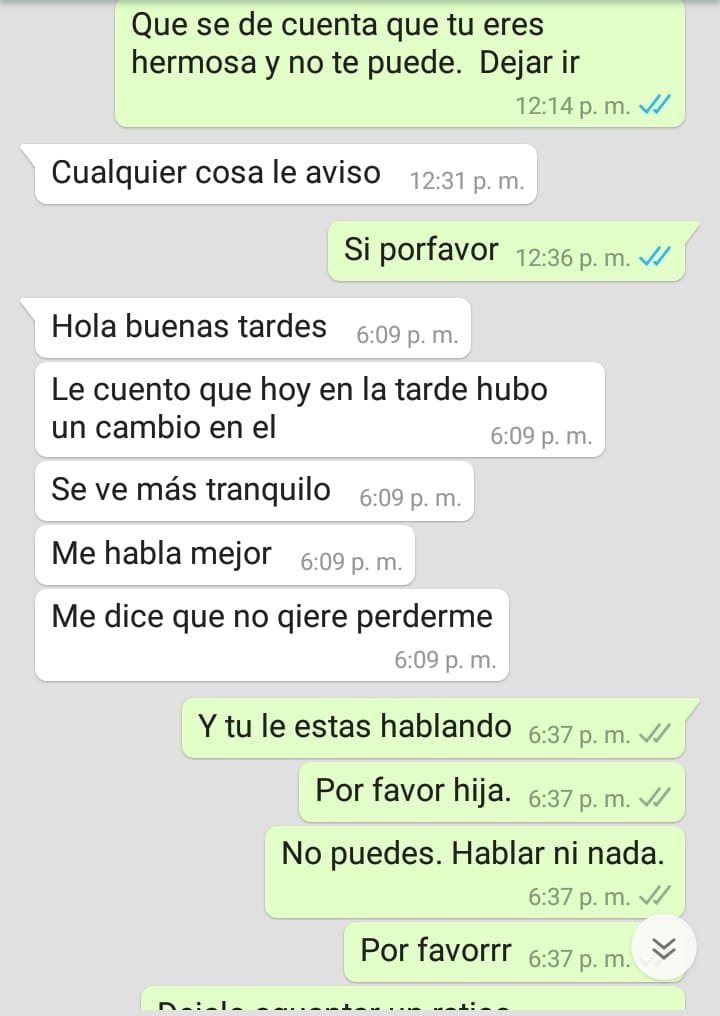 Que se de cuenta que tu eres
hermosa y no te puede.  Dejar ir
12:14 p. m.
Cualquier cosa le aviso 12:31 p. m.
Si porfavor 12:36 p. m.
Hola buenas tardes 6:09 p. m.
Le cuento que hoy en la tarde hubo
un cambio en el 6:09 p. m.
Se ve más tranquilo 6:09 p. m.
Me habla mejor 6:09 p. m.
Me dice que no qiere perderme
6:09 p. m.
Y tu le estas hablando 6:37 p. m.
Por favor hija. 6:37 p. m.
No puedes. Hablar ni nada.
6:37 p. m.
Por favorrr 6:37 p. m.